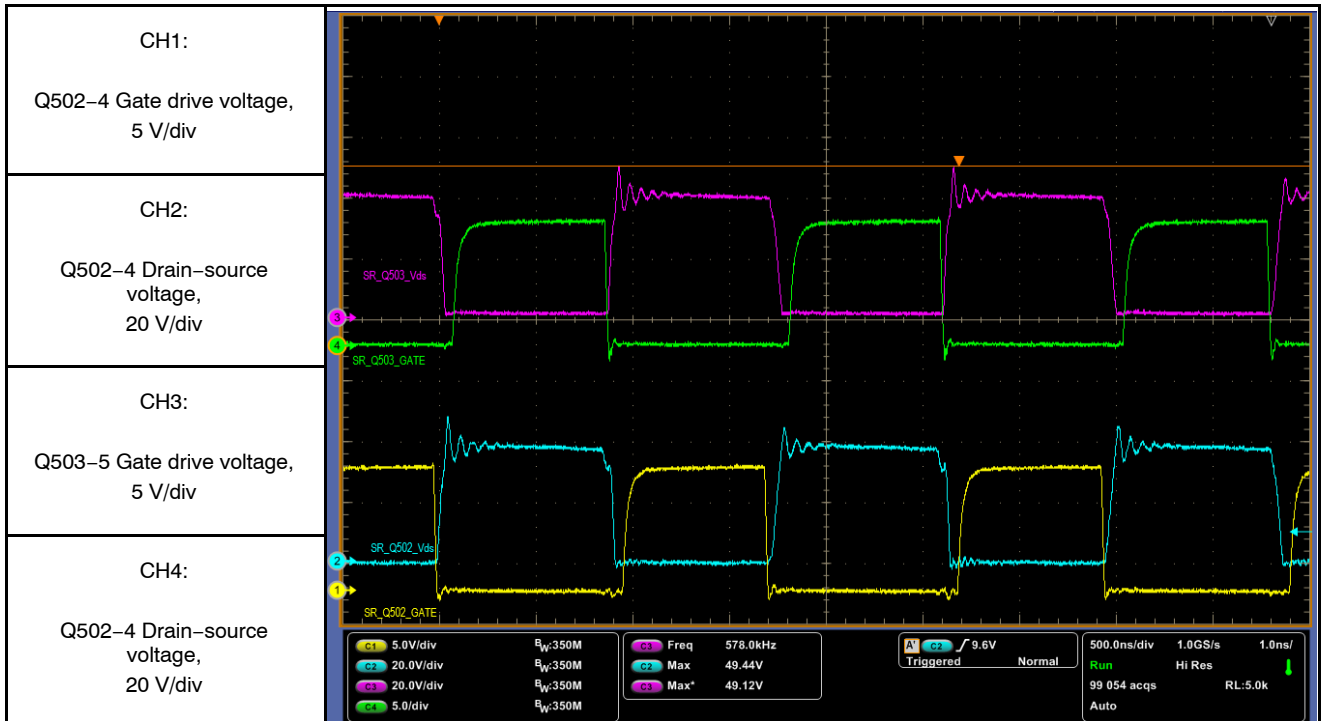 CH1:
Q502−4 Gate drive voltage,
5 V/div
CH2:
Q502−4 Drain−source
voltage,
20 V/div
CH3:
Q503−5 Gate drive voltage,
5 V/div
CH4:
Q502−4 Drain−source
voltage,
20 V/div
SR_Q503_Vds
3
4
SR_Q503_GATE
SR_Q502_Vds
2
1
SR_Q502_GATE
C1 5.0V/div BW:350M
C2 20.0V/div BW:350M
C3 20.0V/div BW:350M
C4 5.0/div BW:350M
C3 Freq 578.0kHz
C2 Max 49.44V
C3 Max* 49.12V
A' C2 9.6V
Triggered Normal
500.0ns/div 1.0GS/s 1.0ns/
Run Hi Res
99 054 acqs RL:5.0k
Auto